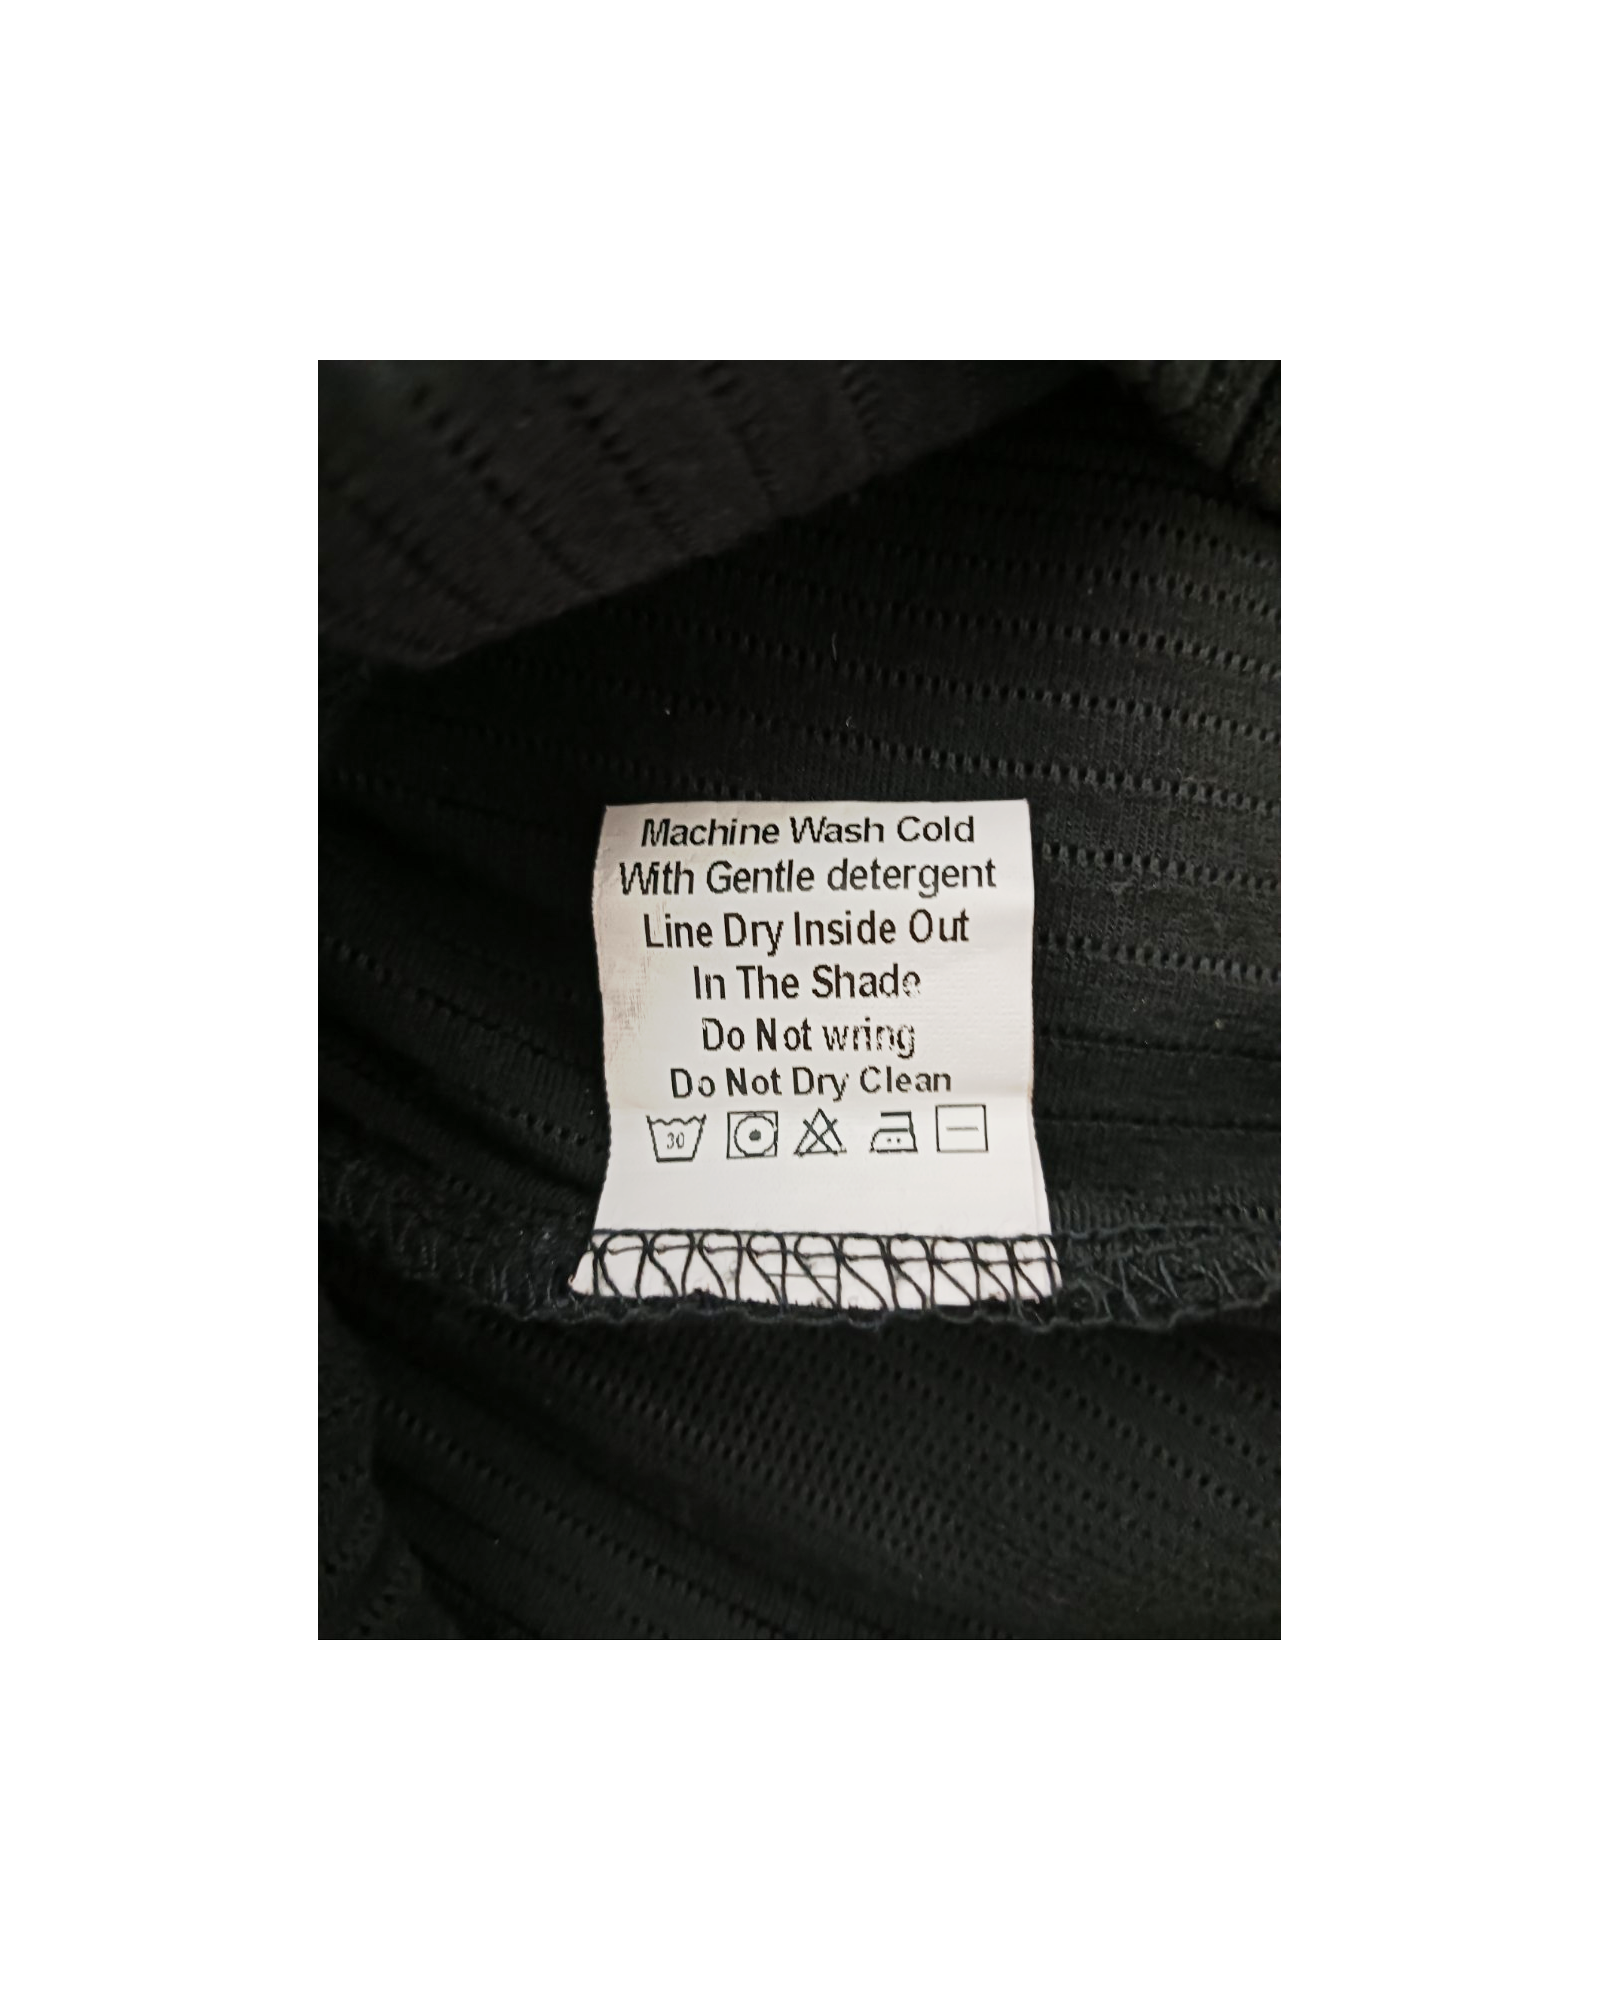 Machine Wash Cold
With Gentle detergent
Line Dry Inside Out
In The Shade
Do Not wring
Do Not Dry Clean
30